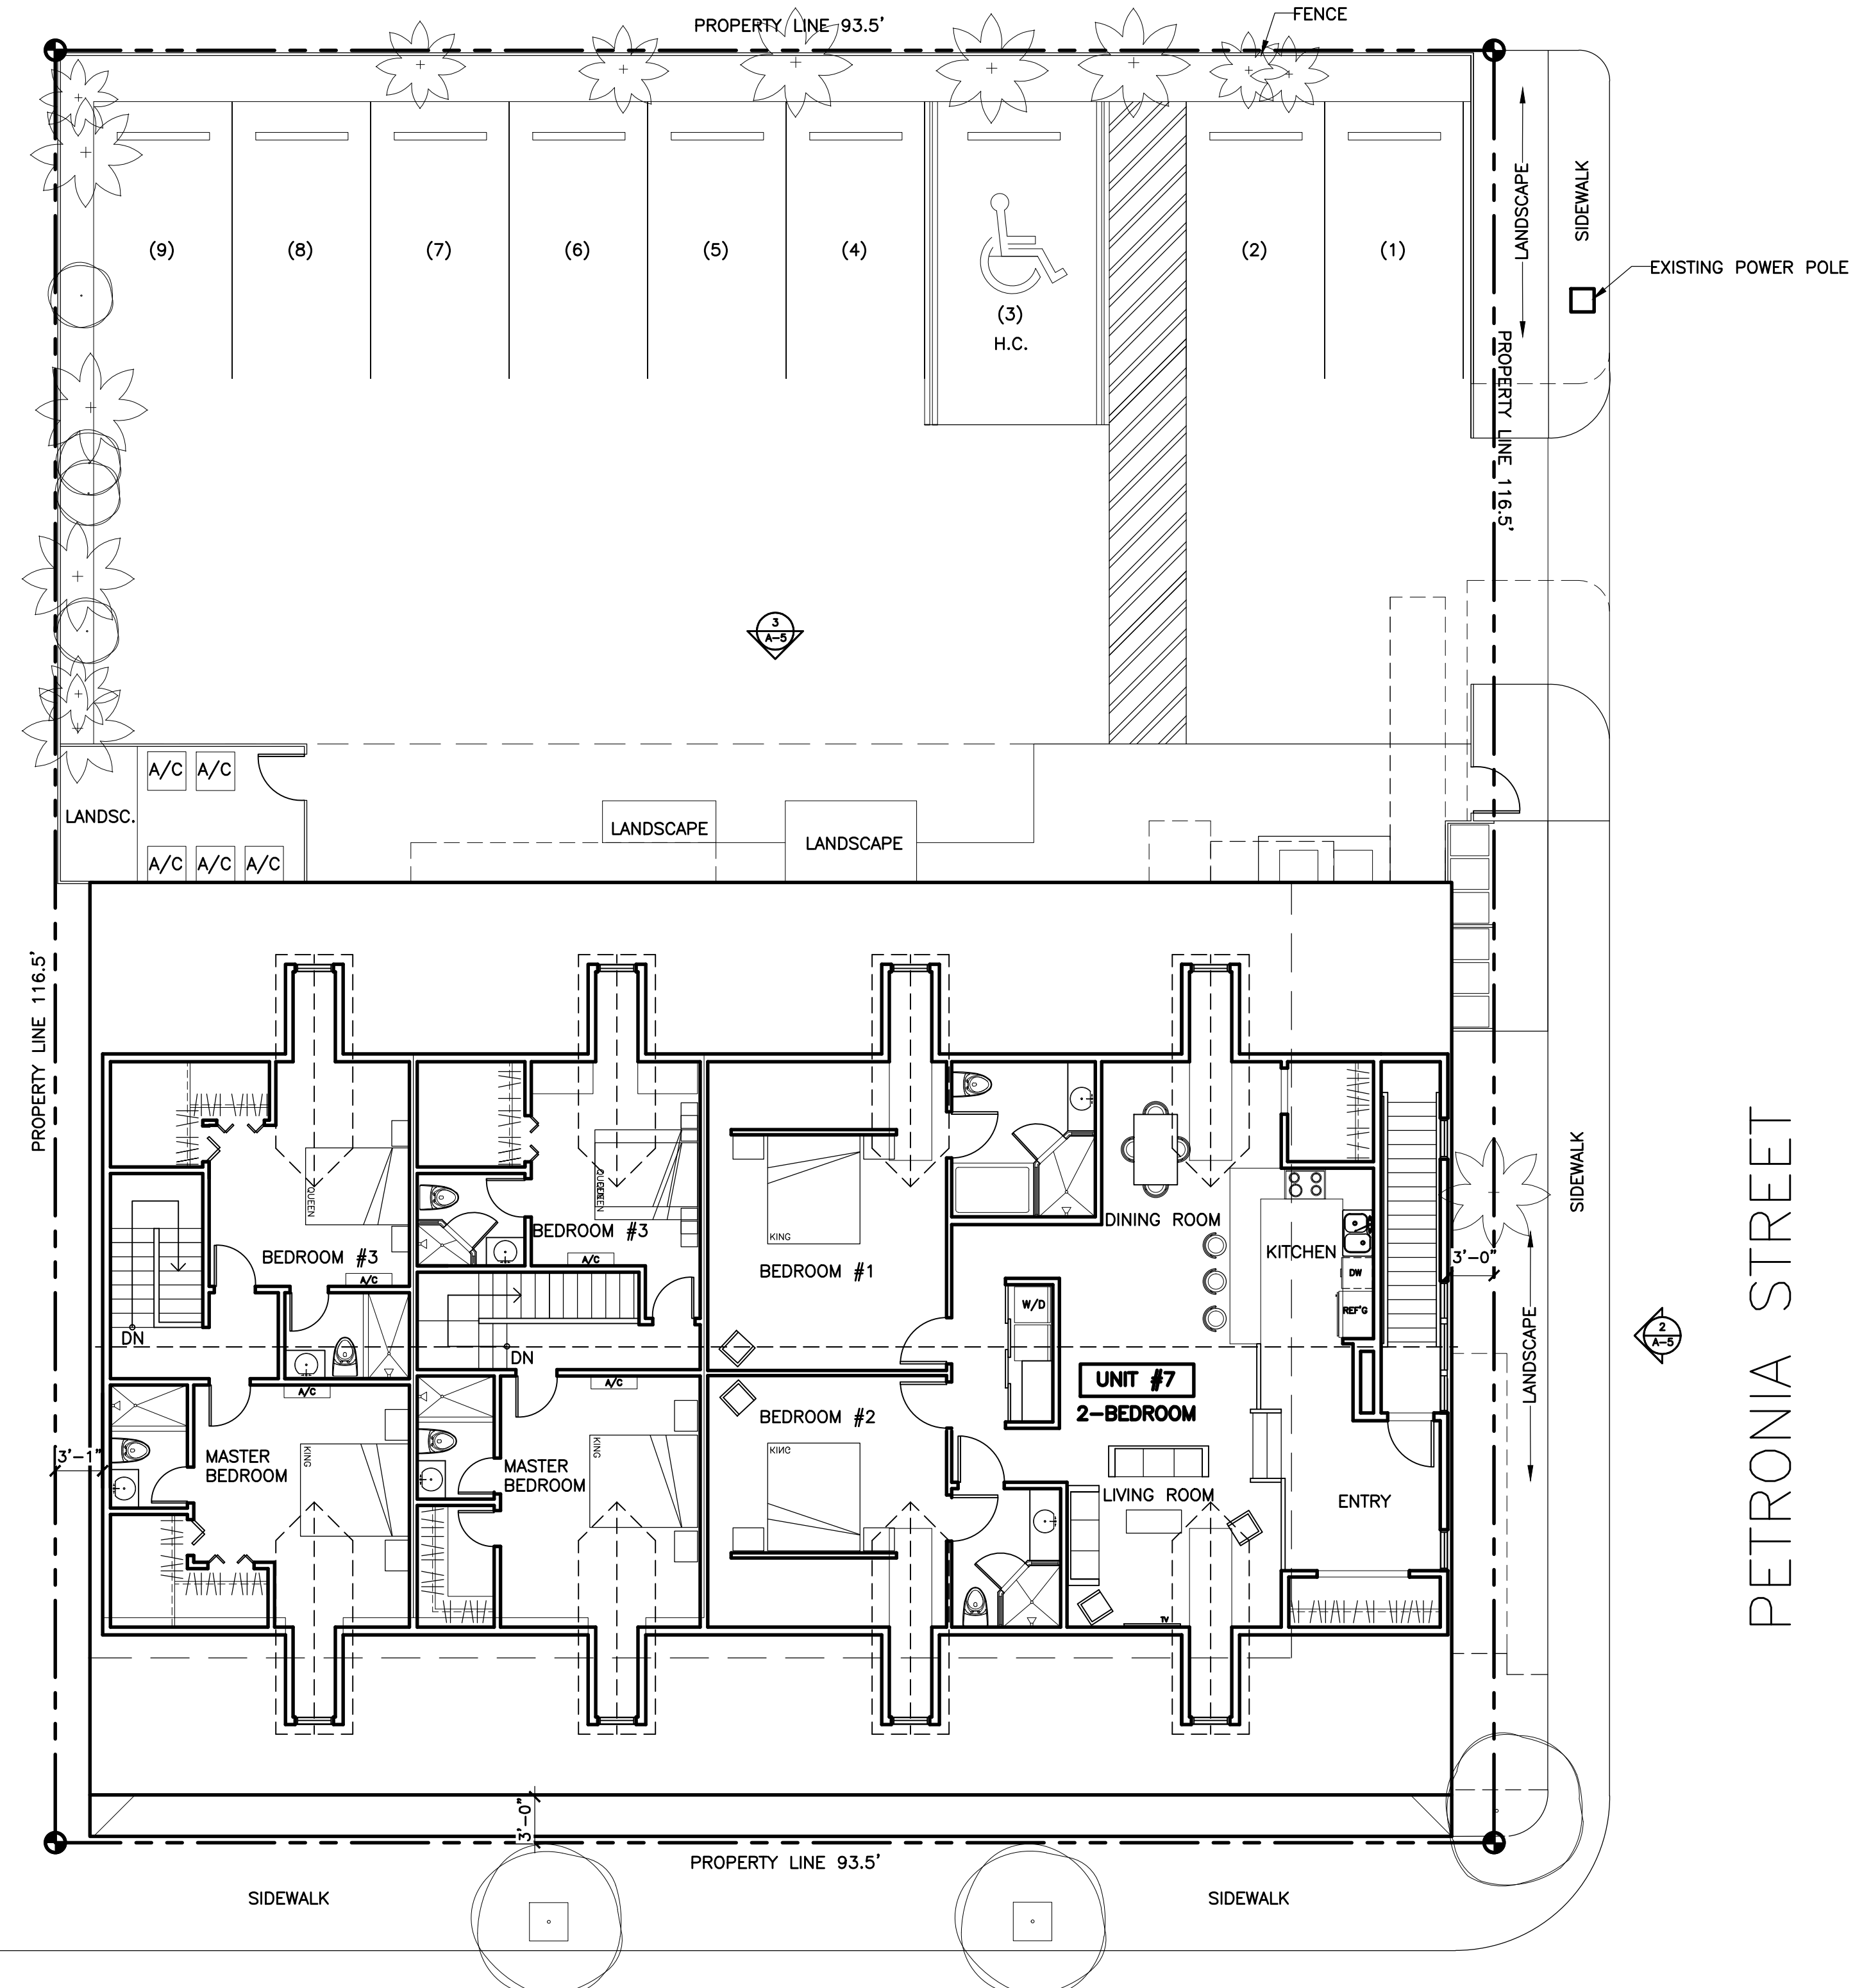 PROPERTY LINE 93.5'
FENCE
LANDSCAPE
SIDEWALK
(9)
(8)
(7)
(6)
(5)
(4)
(3)
H.C.
(2)
(1)
EXISTING POWER POLE
PROPERTY LINE 116.5'
3
A-5
A/C
A/C
LANDSC.
LANDSCAPE
LANDSCAPE
A/C
A/C
A/C
PROPERTY LINE 116.5'
QUEEN
BEDROOM #3
A/C
DN
BEDROOM #3
A/C
DN
KING
BEDROOM #1
DINING ROOM
KITCHEN
DW
REF'G
W/D
3'-0"
SIDEWALK
LANDSCAPE
2
A-5
PETRONIA STREET
UNIT #7
2-BEDROOM
A/C
A/C
BEDROOM #2
KING
KING
KING
3'-1"
MASTER
BEDROOM
MASTER
BEDROOM
LIVING ROOM
ENTRY
TV
3'-0"
PROPERTY LINE 93.5'
SIDEWALK
SIDEWALK